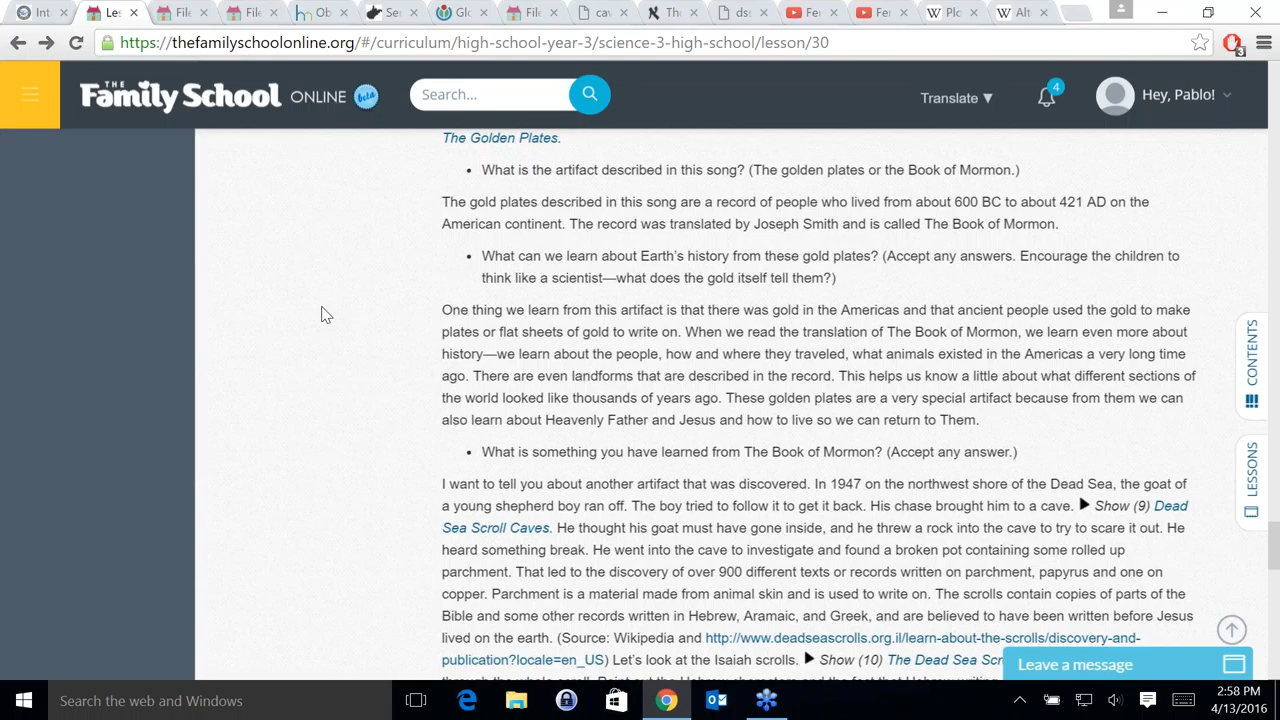 Int
Les
File
File
Ob
Se
Glo
File
cav
The
dss
Fer
Fer
Plo
Alt
https://thefamilyschoolonline.org/#/curriculum/high-school-year-3/science-3-high-school/lesson/30
3
THE Family School ONLINE beta
Search...
Translate ▼
4
Hey, Pablo!
The Golden Plates.
• What is the artifact described in this song? (The golden plates or the Book of Mormon.)
The gold plates described in this song are a record of people who lived from about 600 BC to about 421 AD on the
American continent. The record was translated by Joseph Smith and is called The Book of Mormon.
• What can we learn about Earth's history from these gold plates? (Accept any answers. Encourage the children to
think like a scientist—what does the gold itself tell them?)
One thing we learn from this artifact is that there was gold in the Americas and that ancient people used the gold to make
plates or flat sheets of gold to write on. When we read the translation of The Book of Mormon, we learn even more about
history—we learn about the people, how and where they traveled, what animals existed in the Americas a very long time
ago. There are even landforms that are described in the record. This helps us know a little about what different sections of
the world looked like thousands of years ago. These golden plates are a very special artifact because from them we can
also learn about Heavenly Father and Jesus and how to live so we can return to Them.
• What is something you have learned from The Book of Mormon? (Accept any answer.)
I want to tell you about another artifact that was discovered. In 1947 on the northwest shore of the Dead Sea, the goat of
a young shepherd boy ran off. The boy tried to follow it to get it back. His chase brought him to a cave. ▶ Show (9) Dead
Sea Scroll Caves. He thought his goat must have gone inside, and he threw a rock into the cave to try to scare it out. He
heard something break. He went into the cave to investigate and found a broken pot containing some rolled up
parchment. That led to the discovery of over 900 different texts or records written on parchment, papyrus and one on
copper. Parchment is a material made from animal skin and is used to write on. The scrolls contain copies of parts of the
Bible and some other records written in Hebrew, Aramaic, and Greek, and are believed to have been written before Jesus
lived on the earth. (Source: Wikipedia and http://www.deadseascrolls.org.il/learn-about-the-scrolls/discovery-and-
publication?locale=en_US) Let's look at the Isaiah scrolls. ▶ Show (10) The Dead Sea Scr
CONTENTS
LESSONS
Leave a message
Search the web and Windows
2:58 PM
4/13/2016